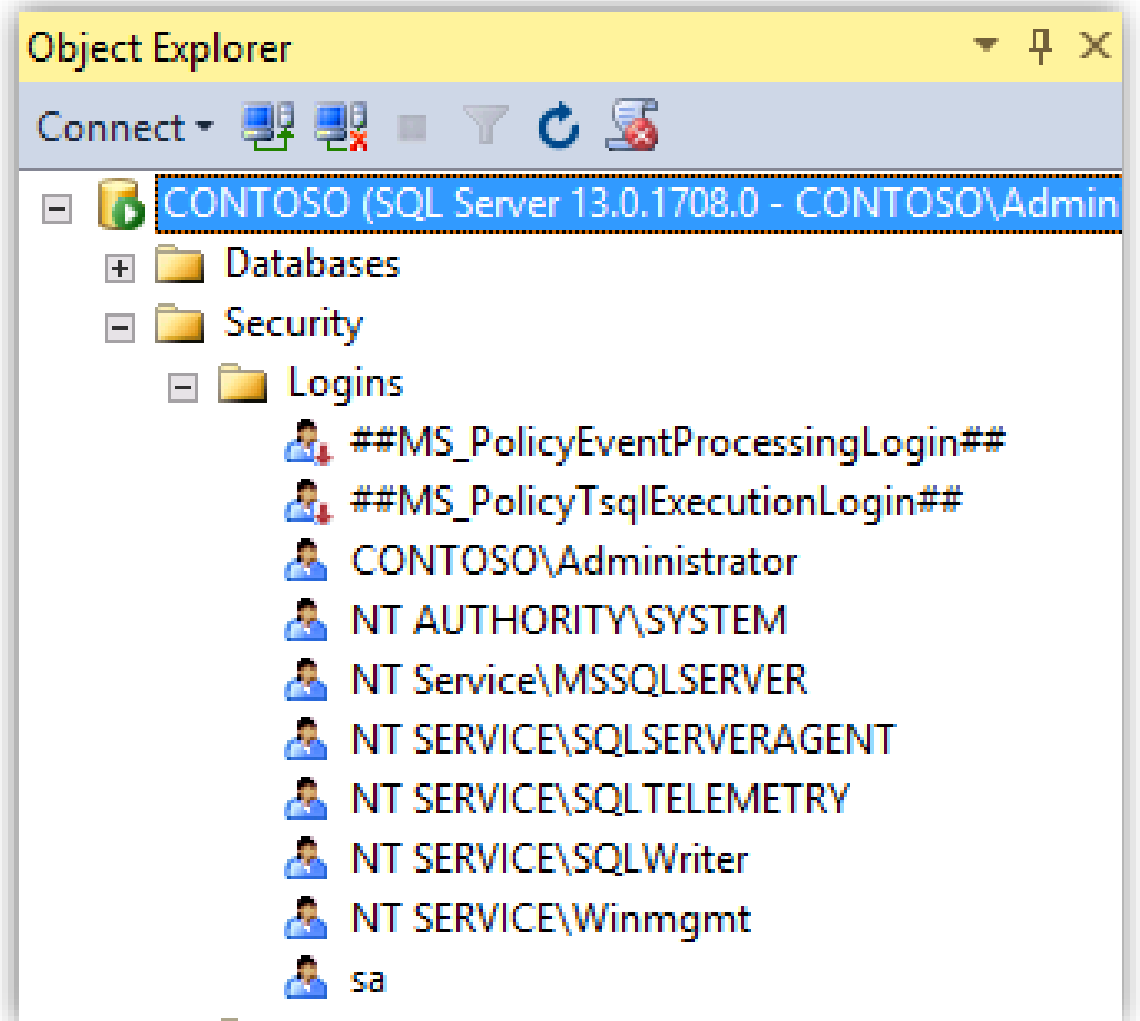 Object Explorer
Connect
CONTOSO (SQL Server 13.0.1708.0 - CONTOSO\Admin
Databases
Security
Logins
##MS_PolicyEventProcessingLogin##
##MS_PolicyTsqlExecutionLogin##
CONTOSO\Administrator
NT AUTHORITY\SYSTEM
NT Service\MSSQLSERVER
NT SERVICE\SQLSERVERAGENT
NT SERVICE\SQLTELEMETRY
NT SERVICE\SQLWriter
NT SERVICE\Winmgmt
sa